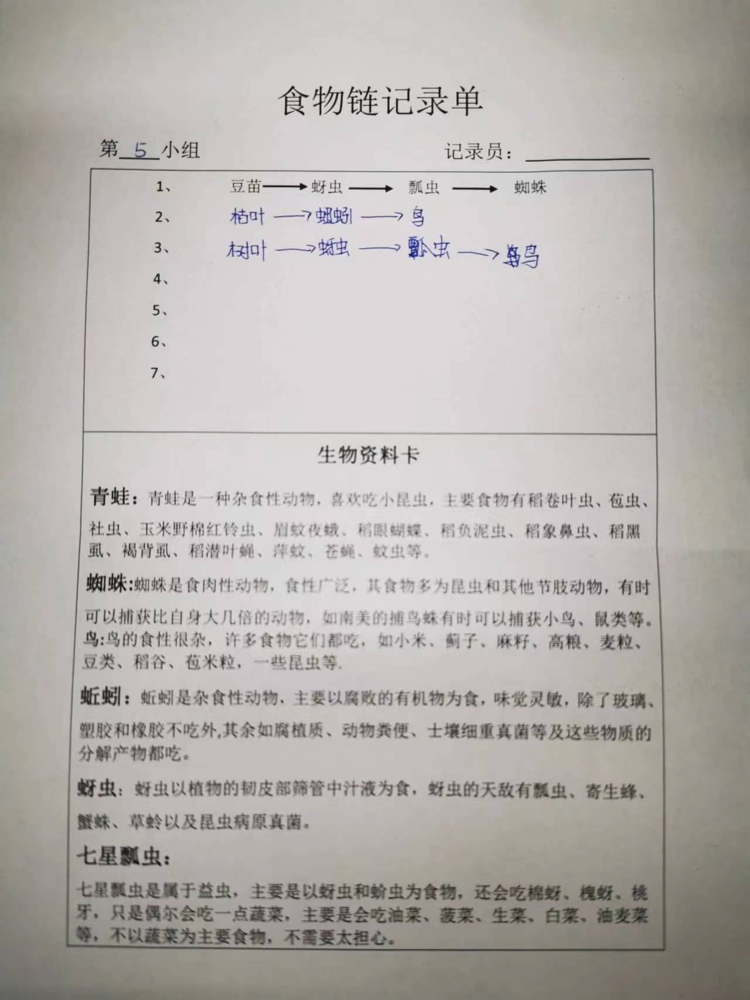 食物链记录单
第 5 小组 记录员：
1、 豆苗→蚜虫→瓢虫→蜘蛛
2、 枯叶→蚯蚓→鸟
3、 树叶→蚜虫→瓢虫→鸟
4、
5、
6、
7、
生物资料卡
青蛙：青蛙是一种杂食性动物，喜欢吃小昆虫，主要食物有稻卷叶虫、苞虫、
社虫、玉米野棉红铃虫、眉蚊夜蛾、稻眼蝴蝶、稻负泥虫、稻象鼻虫、稻黑
虱、褐背虱、稻潜叶蝇、萍蚊、苍蝇、蚊虫等。
蜘蛛:蜘蛛是食肉性动物，食性广泛，其食物多为昆虫和其他节肢动物，有时
可以捕获比自身大几倍的动物，如南美的捕鸟蛛有时可以捕获小鸟、鼠类等。
鸟:鸟的食性很杂，许多食物它们都吃，如小米、蓟子、麻籽、高粮、麦粒、
豆类、稻谷、苞米粒，一些昆虫等.
蚯蚓：蚯蚓是杂食性动物，主要以腐败的有机物为食，味觉灵敏，除了玻璃、
塑胶和橡胶不吃外,其余如腐植质、动物粪便、土壤细重真菌等及这些物质的
分解产物都吃。
蚜虫：蚜虫以植物的韧皮部筛管中汁液为食，蚜虫的天敌有瓢虫、寄生蜂、
蟹蛛、草蛉以及昆虫病原真菌。
七星瓢虫：
七星瓢虫是属于益虫，主要是以蚜虫和蚧虫为食物，还会吃棉蚜、槐蚜、桃
牙，只是偶尔会吃一点蔬菜，主要是会吃油菜、菠菜、生菜、白菜、油麦菜
等，不以蔬菜为主要食物，不需要太担心。